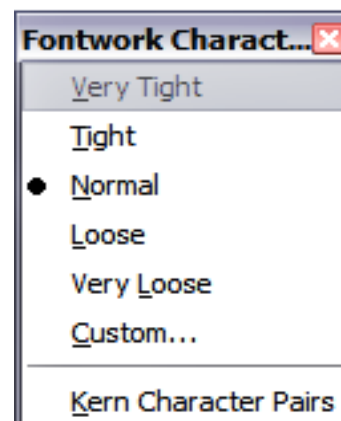 Fontwork Charact...
Very Tight
Tight
Normal
Loose
Very Loose
Custom...
Kern Character Pairs